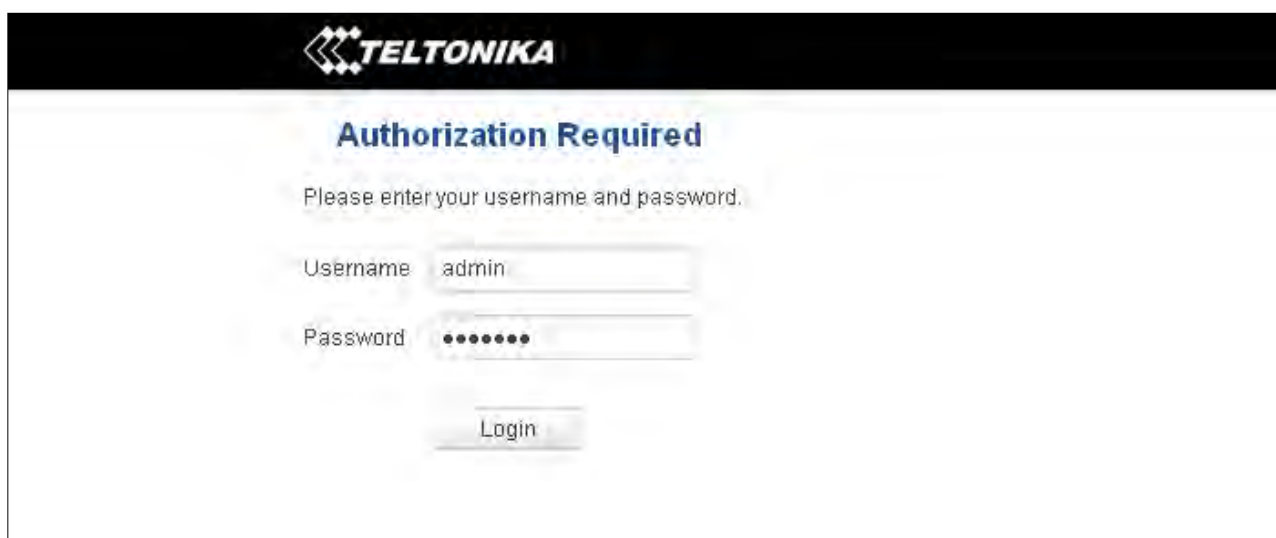 TELTONIKA
Authorization Required
Please enter your username and password.
Username admin
Password •••••••
Login